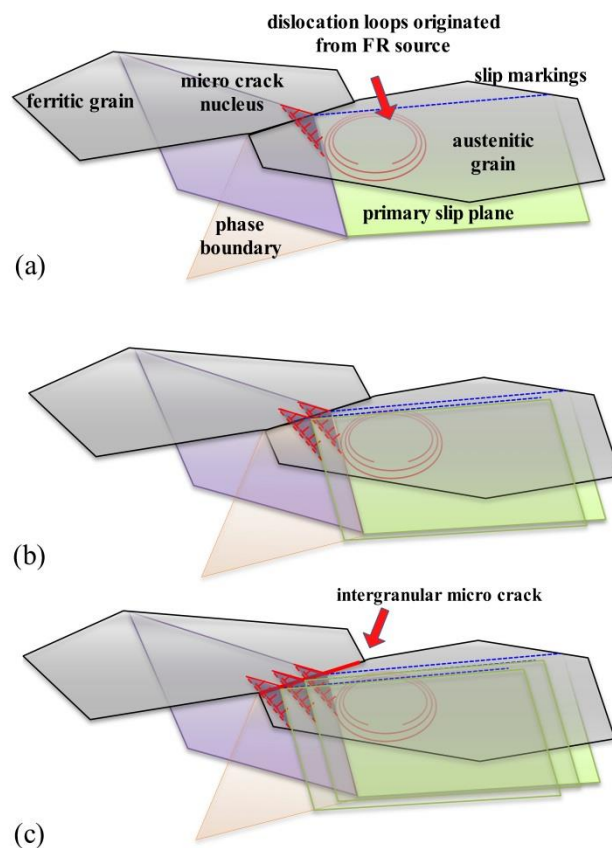 dislocation loops originated
from FR source
slip markings
micro crack
nucleus
ferritic grain
austenitic
grain
primary slip plane
phase
boundary
(a)
(b)
intergranular micro crack
(c)